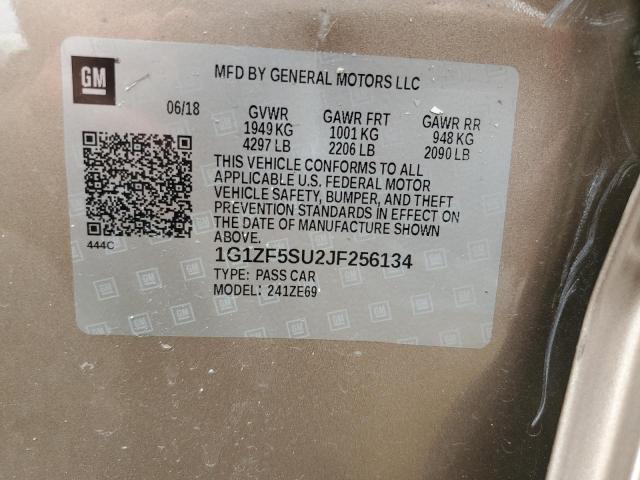 GM
MFD BY GENERAL MOTORS LLC
06/18 GVWR GAWR FRT GAWR RR
1949 KG 1001 KG 948 KG
4297 LB 2206 LB 2090 LB
THIS VEHICLE CONFORMS TO ALL
APPLICABLE U.S. FEDERAL MOTOR
VEHICLE SAFETY, BUMPER, AND THEFT
PREVENTION STANDARDS IN EFFECT ON
THE DATE OF MANUFACTURE SHOWN
ABOVE.
444C
1G1ZF5SU2JF256134
TYPE: PASS CAR
MODEL: 241ZE69